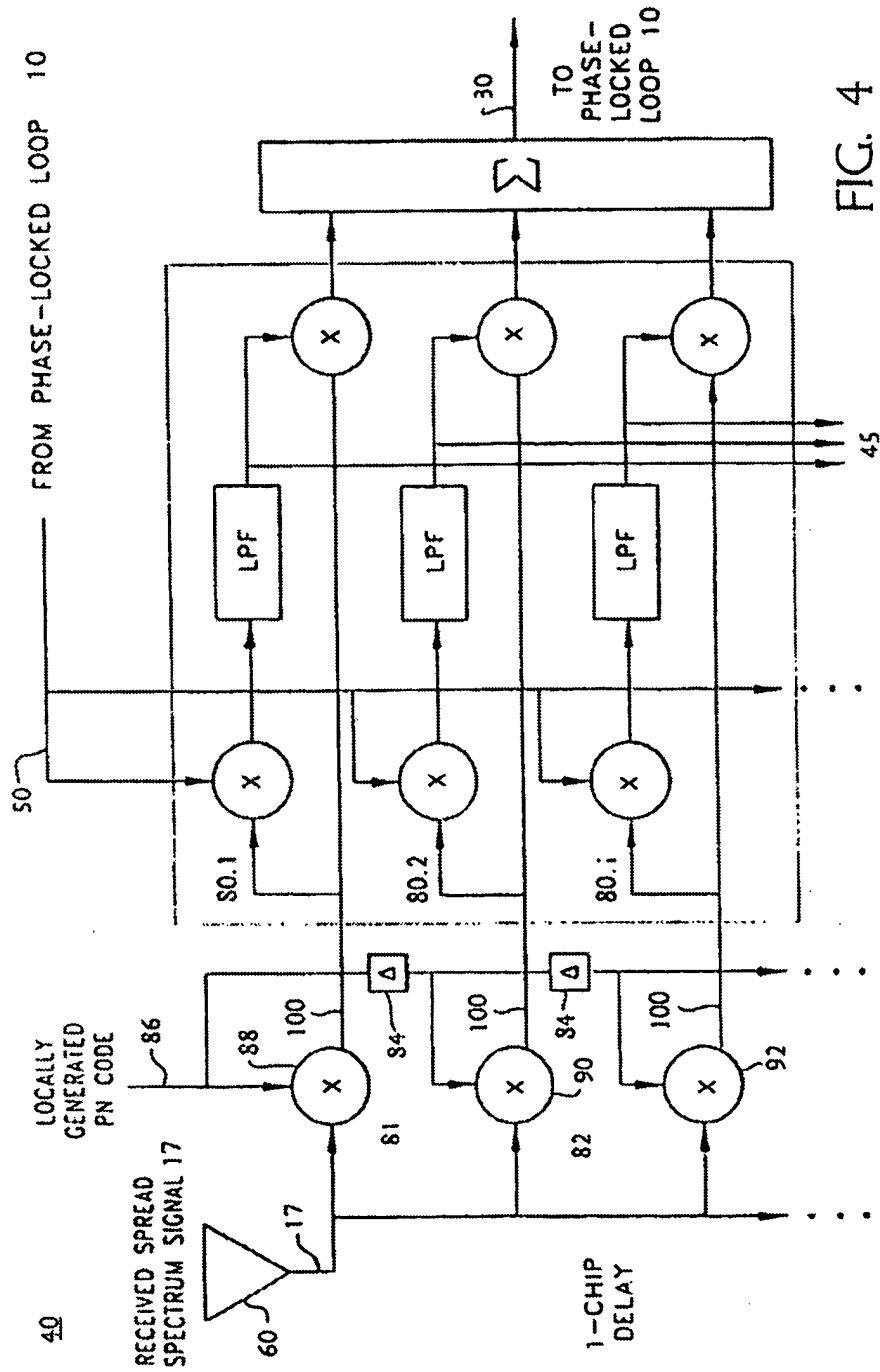 40
RECEIVED SPREAD
SPECTRUM SIGNAL 17
17
60
LOCALLY
GENERATED
PN CODE
86
88
X
81
100
84
Δ
1-CHIP
DELAY
82
X
90
100
84
Δ
X
92
100
50
FROM PHASE-LOCKED LOOP 10
80.1
X
LPF
X
80.2
X
LPF
X
80.i
X
LPF
X
45
Σ
30
TO
PHASE-
LOCKED
LOOP 10
FIG. 4